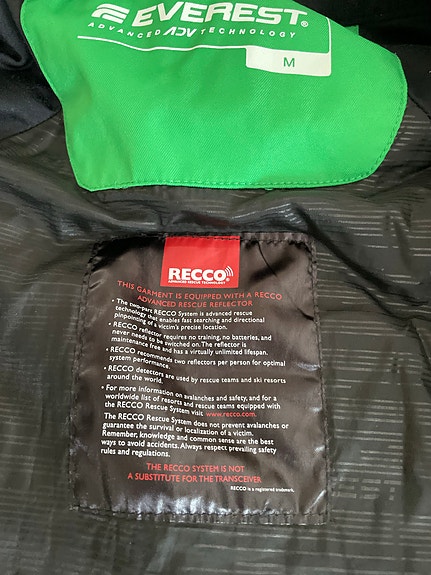 EVEREST®
ADVANCED ADV TECHNOLOGY
M
RECCO
ADVANCED RESCUE TECHNOLOGY
THIS GARMENT IS EQUIPPED WITH A RECCO
ADVANCED RESCUE REFLECTOR
• The two-part RECCO System is advanced rescue
technology that enables fast searching and directional
pinpointing of a victim's precise location.
• RECCO reflector requires no training, no batteries, and
never needs to be switched on. The reflector is
maintenance free and has a virtually unlimited lifespan.
• RECCO recommends two reflectors per person for optimal
system performance.
• RECCO detectors are used by rescue teams and ski resorts
around the world.
• For more information on avalanches and safety, and for a
worldwide list of resorts and rescue teams equipped with
the RECCO Rescue System visit www.recco.com.
The RECCO Rescue System does not prevent avalanches or
guarantee the survival or localization of a victim.
Remember, knowledge and common sense are the best
ways to avoid accidents. Always respect prevailing safety
rules and regulations.
THE RECCO SYSTEM IS NOT
A SUBSTITUTE FOR THE TRANSCEIVER
RECCO is a registered trademark.